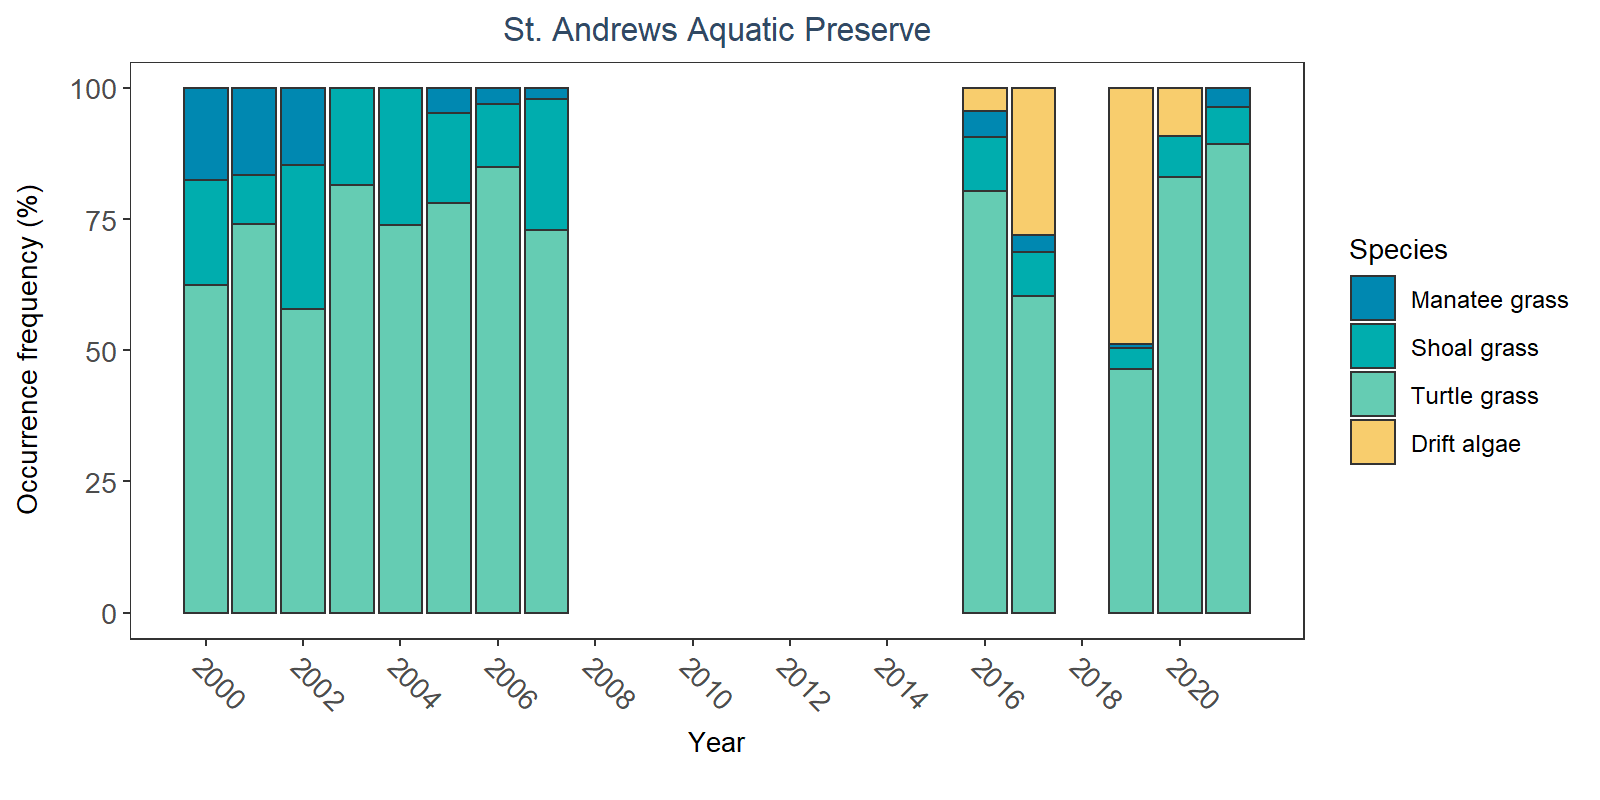 St. Andrews Aquatic Preserve
Occurrence frequency (%)
100
75
50
25
0
2000
2002
2004
2006
2008
2010
2012
2014
2016
2018
2020
Year
Species
Manatee grass
Shoal grass
Turtle grass
Drift algae